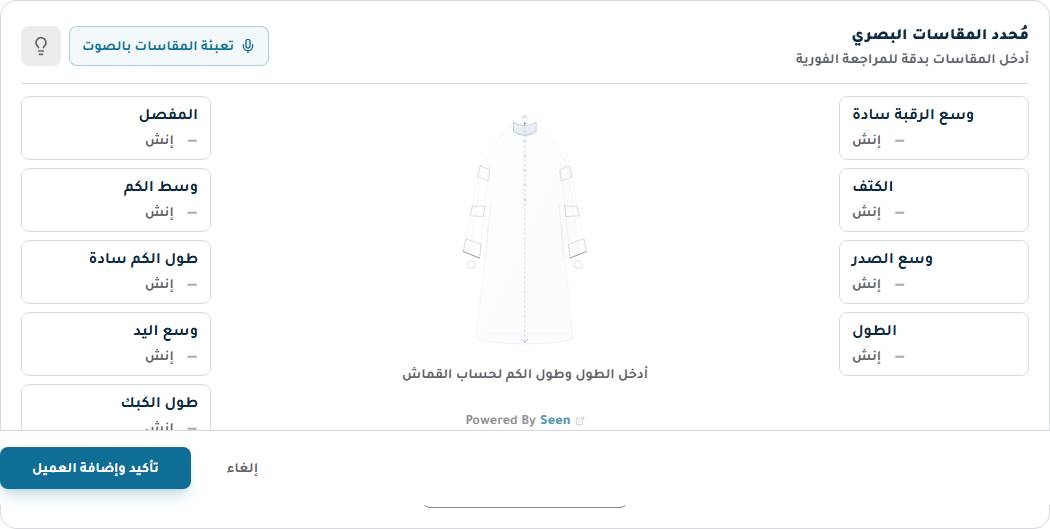 مُحدد المقاسات البصري
أدخل المقاسات بدقة للمراجعة الفورية
تعبئة المقاسات بالصوت
وسع الرقبة سادة
— إنش
الكتف
— إنش
وسع الصدر
— إنش
الطول
— إنش
أدخل الطول وطول الكم لحساب القماش
Powered By Seen
المفصل
— إنش
وسط الكم
— إنش
طول الكم سادة
— إنش
وسع اليد
— إنش
طول الكبك
— إنش
إلغاء
تأكيد وإضافة العميل